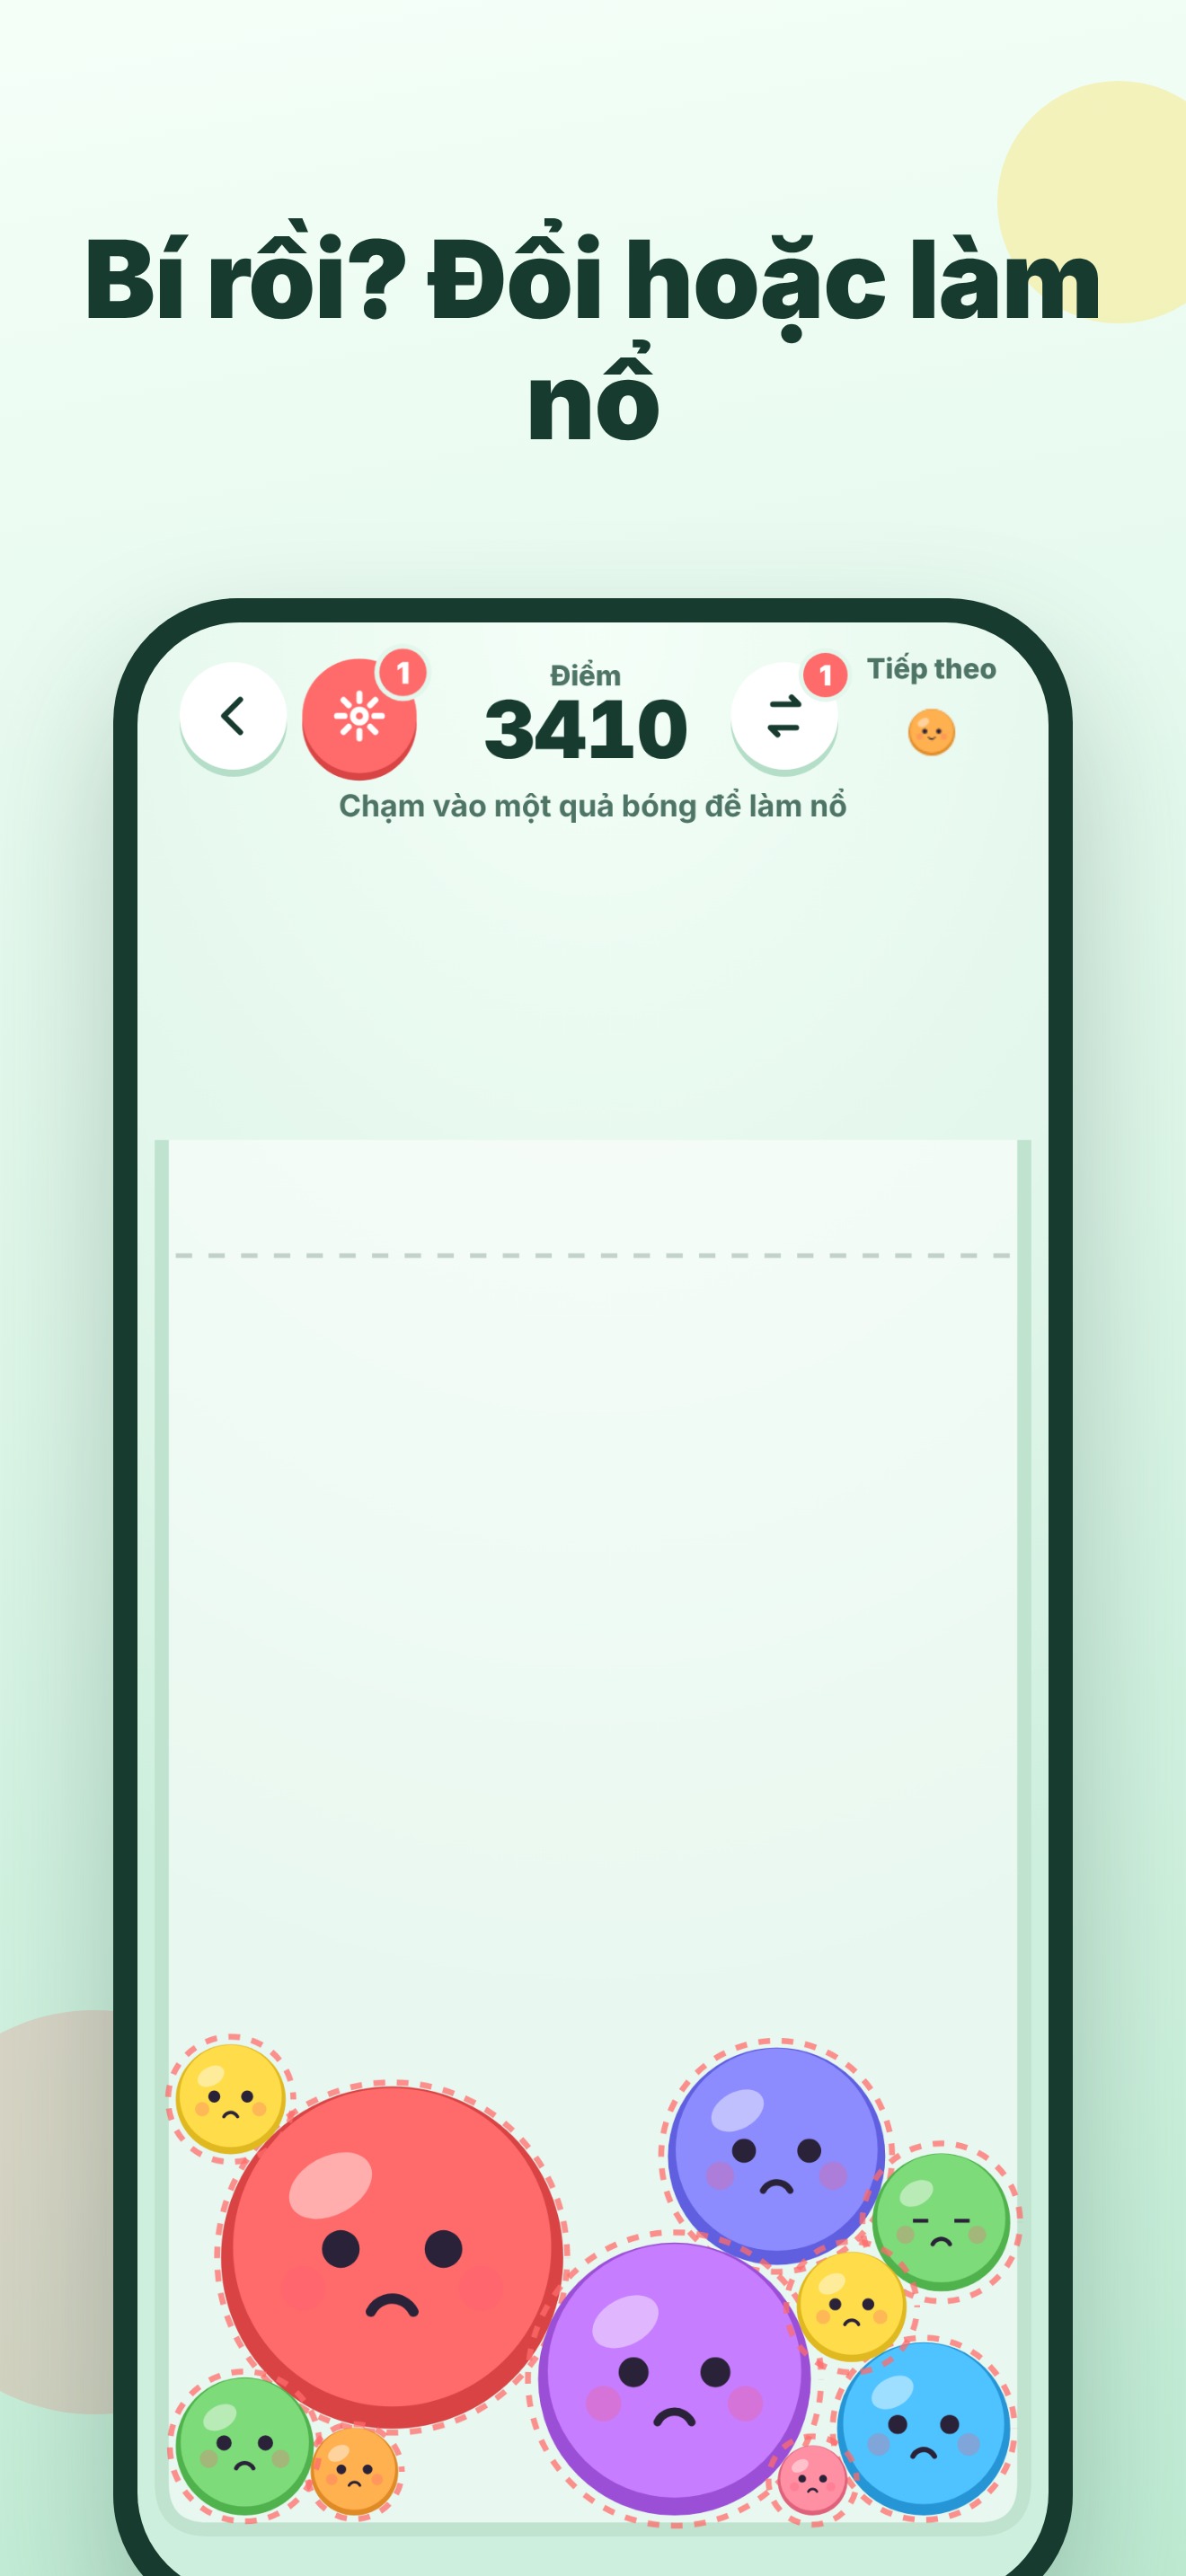 Bí rồi? Đổi hoặc làm
nổ
1
Điểm
3410
1
Tiếp theo
Chạm vào một quả bóng để làm nổ